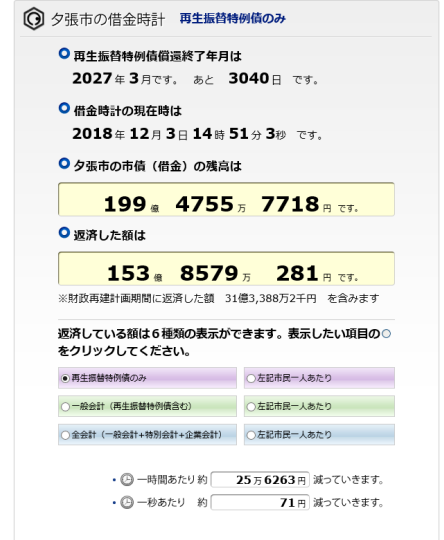 夕張市の借金時計 再生振替特例債のみ
再生振替特例債償還終了年月は
2027年3月です。 あと 3040日 です。
借金時計の現在時は
2018年12月3日14時51分3秒 です。
夕張市の市債（借金）の残高は
199億 4755万 7718円 です。
返済した額は
153億 8579万 281円 です。
※財政再建計画期間に返済した額 31億3,388万2千円 を含みます
返済している額は６種類の表示ができます。表示したい項目の○
をクリックしてください。
再生振替特例債のみ 左記市民一人あたり
一般会計（再生振替特例債含む） 左記市民一人あたり
全会計（一般会計+特別会計+企業会計） 左記市民一人あたり
・一時間あたり約 25万6263円 減っていきます。
・一秒あたり 約 71円 減っていきます。